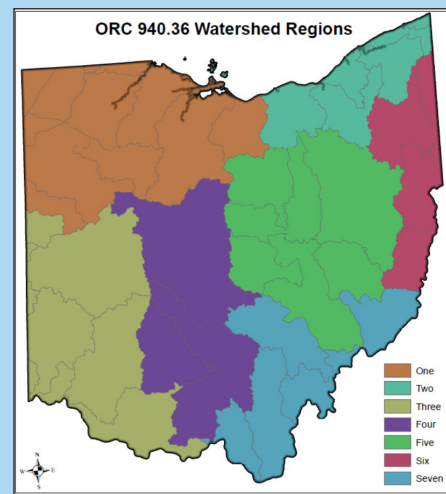 ORC 940.36 Watershed Regions
One
Two
Three
Four
Five
Six
Seven
N
W
E
S